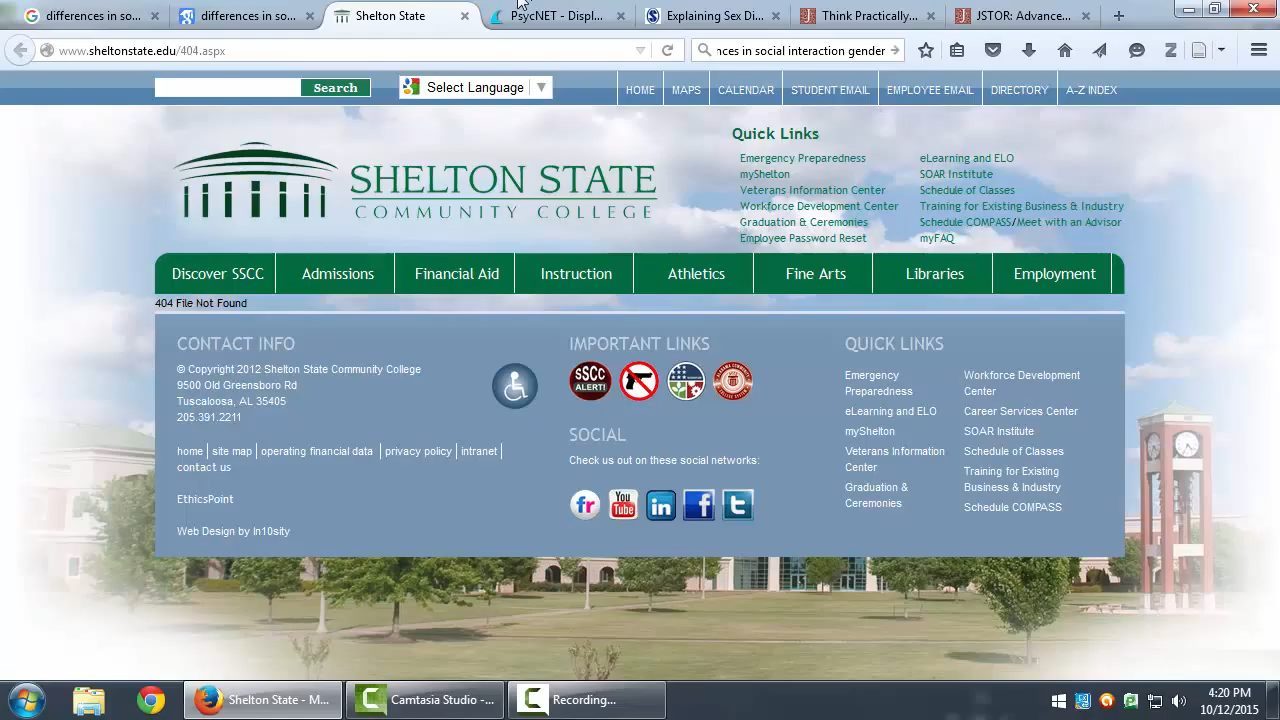 differences in so...
differences in so...
Shelton State
PsycNET - Displ...
Explaining Sex Di...
Think Practically...
JSTOR: Advance...
www.sheltonstate.edu/404.aspx
nces in social interaction gender
Search
Select Language
HOME
MAPS
CALENDAR
STUDENT EMAIL
EMPLOYEE EMAIL
DIRECTORY
A-Z INDEX
SHELTON STATE
COMMUNITY COLLEGE
Quick Links
Emergency Preparedness
myShelton
Veterans Information Center
Workforce Development Center
Graduation & Ceremonies
Employee Password Reset
eLearning and ELO
SOAR Institute
Schedule of Classes
Training for Existing Business & Industry
Schedule COMPASS/Meet with an Advisor
myFAQ
Discover SSCC
Admissions
Financial Aid
Instruction
Athletics
Fine Arts
Libraries
Employment
404 File Not Found
CONTACT INFO
© Copyright 2012 Shelton State Community College
9500 Old Greensboro Rd
Tuscaloosa, AL 35405
205.391.2211
home | site map | operating financial data | privacy policy | intranet |
contact us
EthicsPoint
Web Design by In10sity
IMPORTANT LINKS
SSCC
ALERT!
SOCIAL
Check us out on these social networks:
fr
You
Tube
in
f
t
QUICK LINKS
Emergency
Preparedness
eLearning and ELO
myShelton
Veterans Information
Center
Graduation &
Ceremonies
Workforce Development
Center
Career Services Center
SOAR Institute
Schedule of Classes
Training for Existing
Business & Industry
Schedule COMPASS
Shelton State - M...
Camtasia Studio -...
Recording...
4:20 PM
10/12/2015